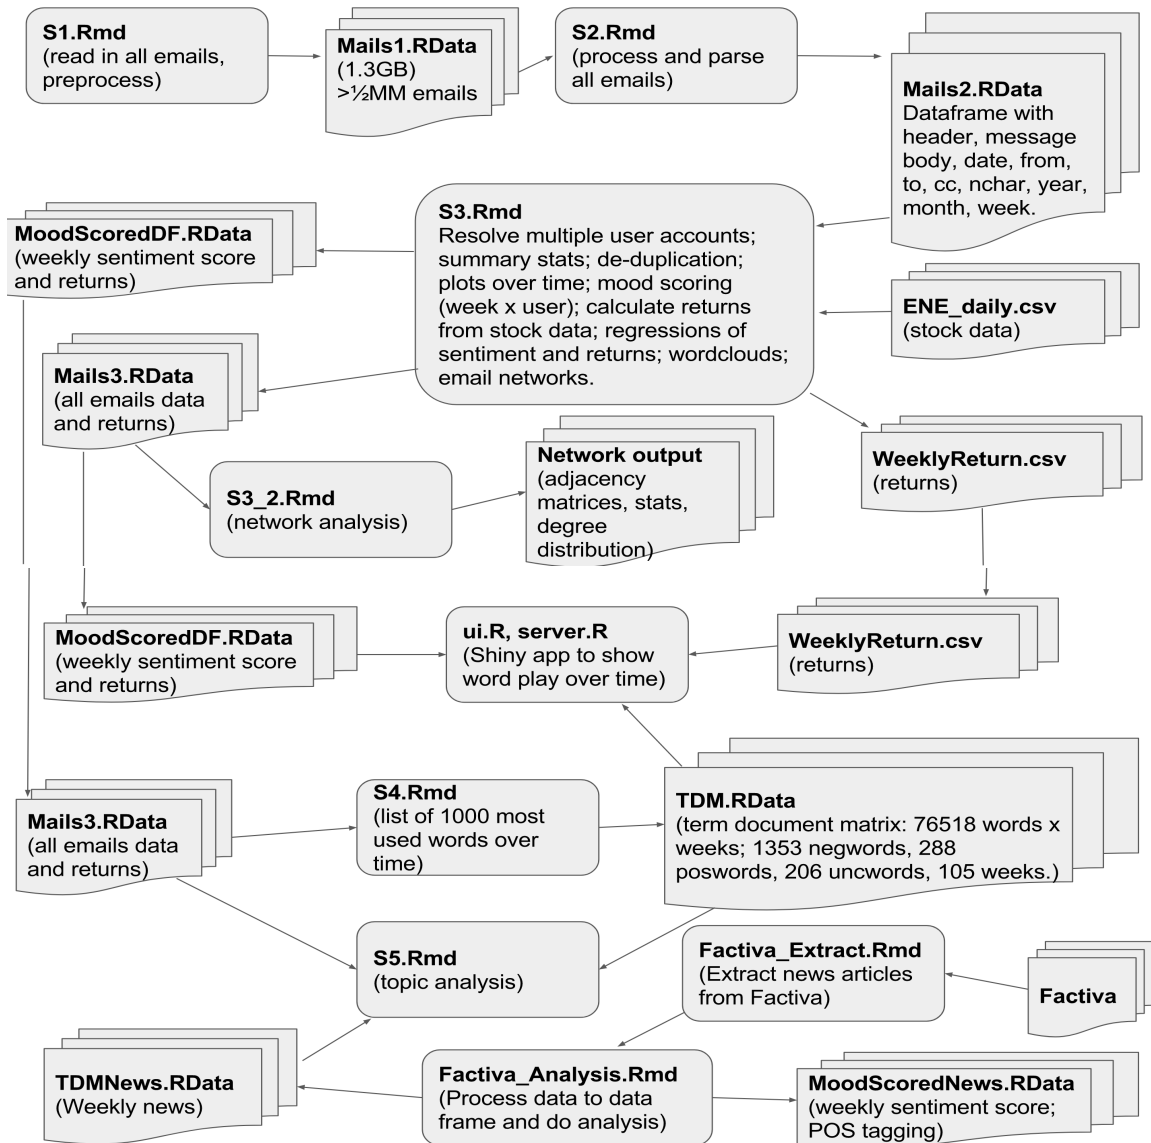 S1.Rmd
(read in all emails,
preprocess)
Mails1.RData
(1.3GB)
>½MM emails
S2.Rmd
(process and parse
all emails)
Mails2.RData
Dataframe with
header, message
body, date, from,
to, cc, nchar, year,
month, week.
MoodScoredDF.RData
(weekly sentiment score
and returns)
S3.Rmd
Resolve multiple user accounts;
summary stats; de-duplication;
plots over time; mood scoring
(week x user); calculate returns
from stock data; regressions of
sentiment and returns; wordclouds;
email networks.
ENE_daily.csv
(stock data)
Mails3.RData
(all emails data
and returns)
S3_2.Rmd
(network analysis)
Network output
(adjacency
matrices, stats,
degree
distribution)
WeeklyReturn.csv
(returns)
MoodScoredDF.RData
(weekly sentiment score
and returns)
ui.R, server.R
(Shiny app to show
word play over time)
WeeklyReturn.csv
(returns)
Mails3.RData
(all emails data
and returns)
S4.Rmd
(list of 1000 most
used words over
time)
TDM.RData
(term document matrix: 76518 words x
weeks; 1353 negwords, 288
poswords, 206 uncwords, 105 weeks.)
S5.Rmd
(topic analysis)
Factiva_Extract.Rmd
(Extract news articles
from Factiva)
Factiva
TDMNews.RData
(Weekly news)
Factiva_Analysis.Rmd
(Process data to data
frame and do analysis)
MoodScoredNews.RData
(weekly sentiment score;
POS tagging)